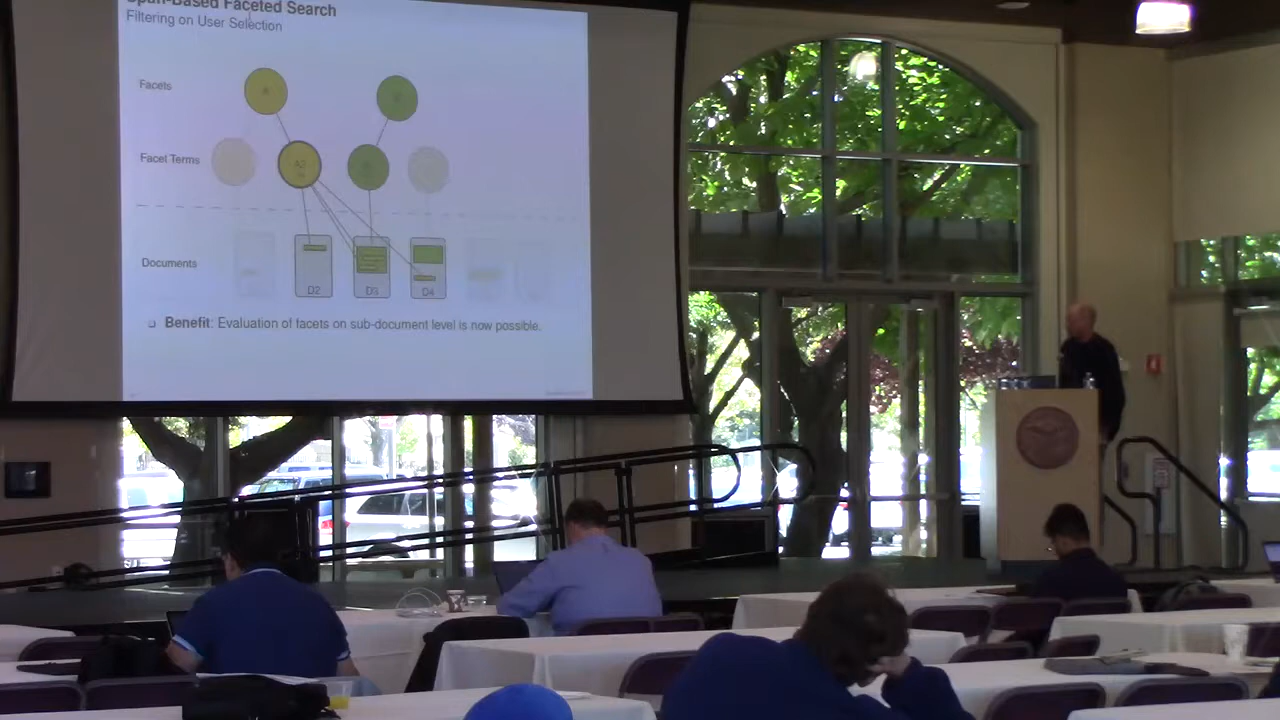 Span-Based Faceted Search
Filtering on User Selection
Facets
Facet Terms
A2
Documents
D2
D3
D4
Benefit: Evaluation of facets on sub-document level is now possible.